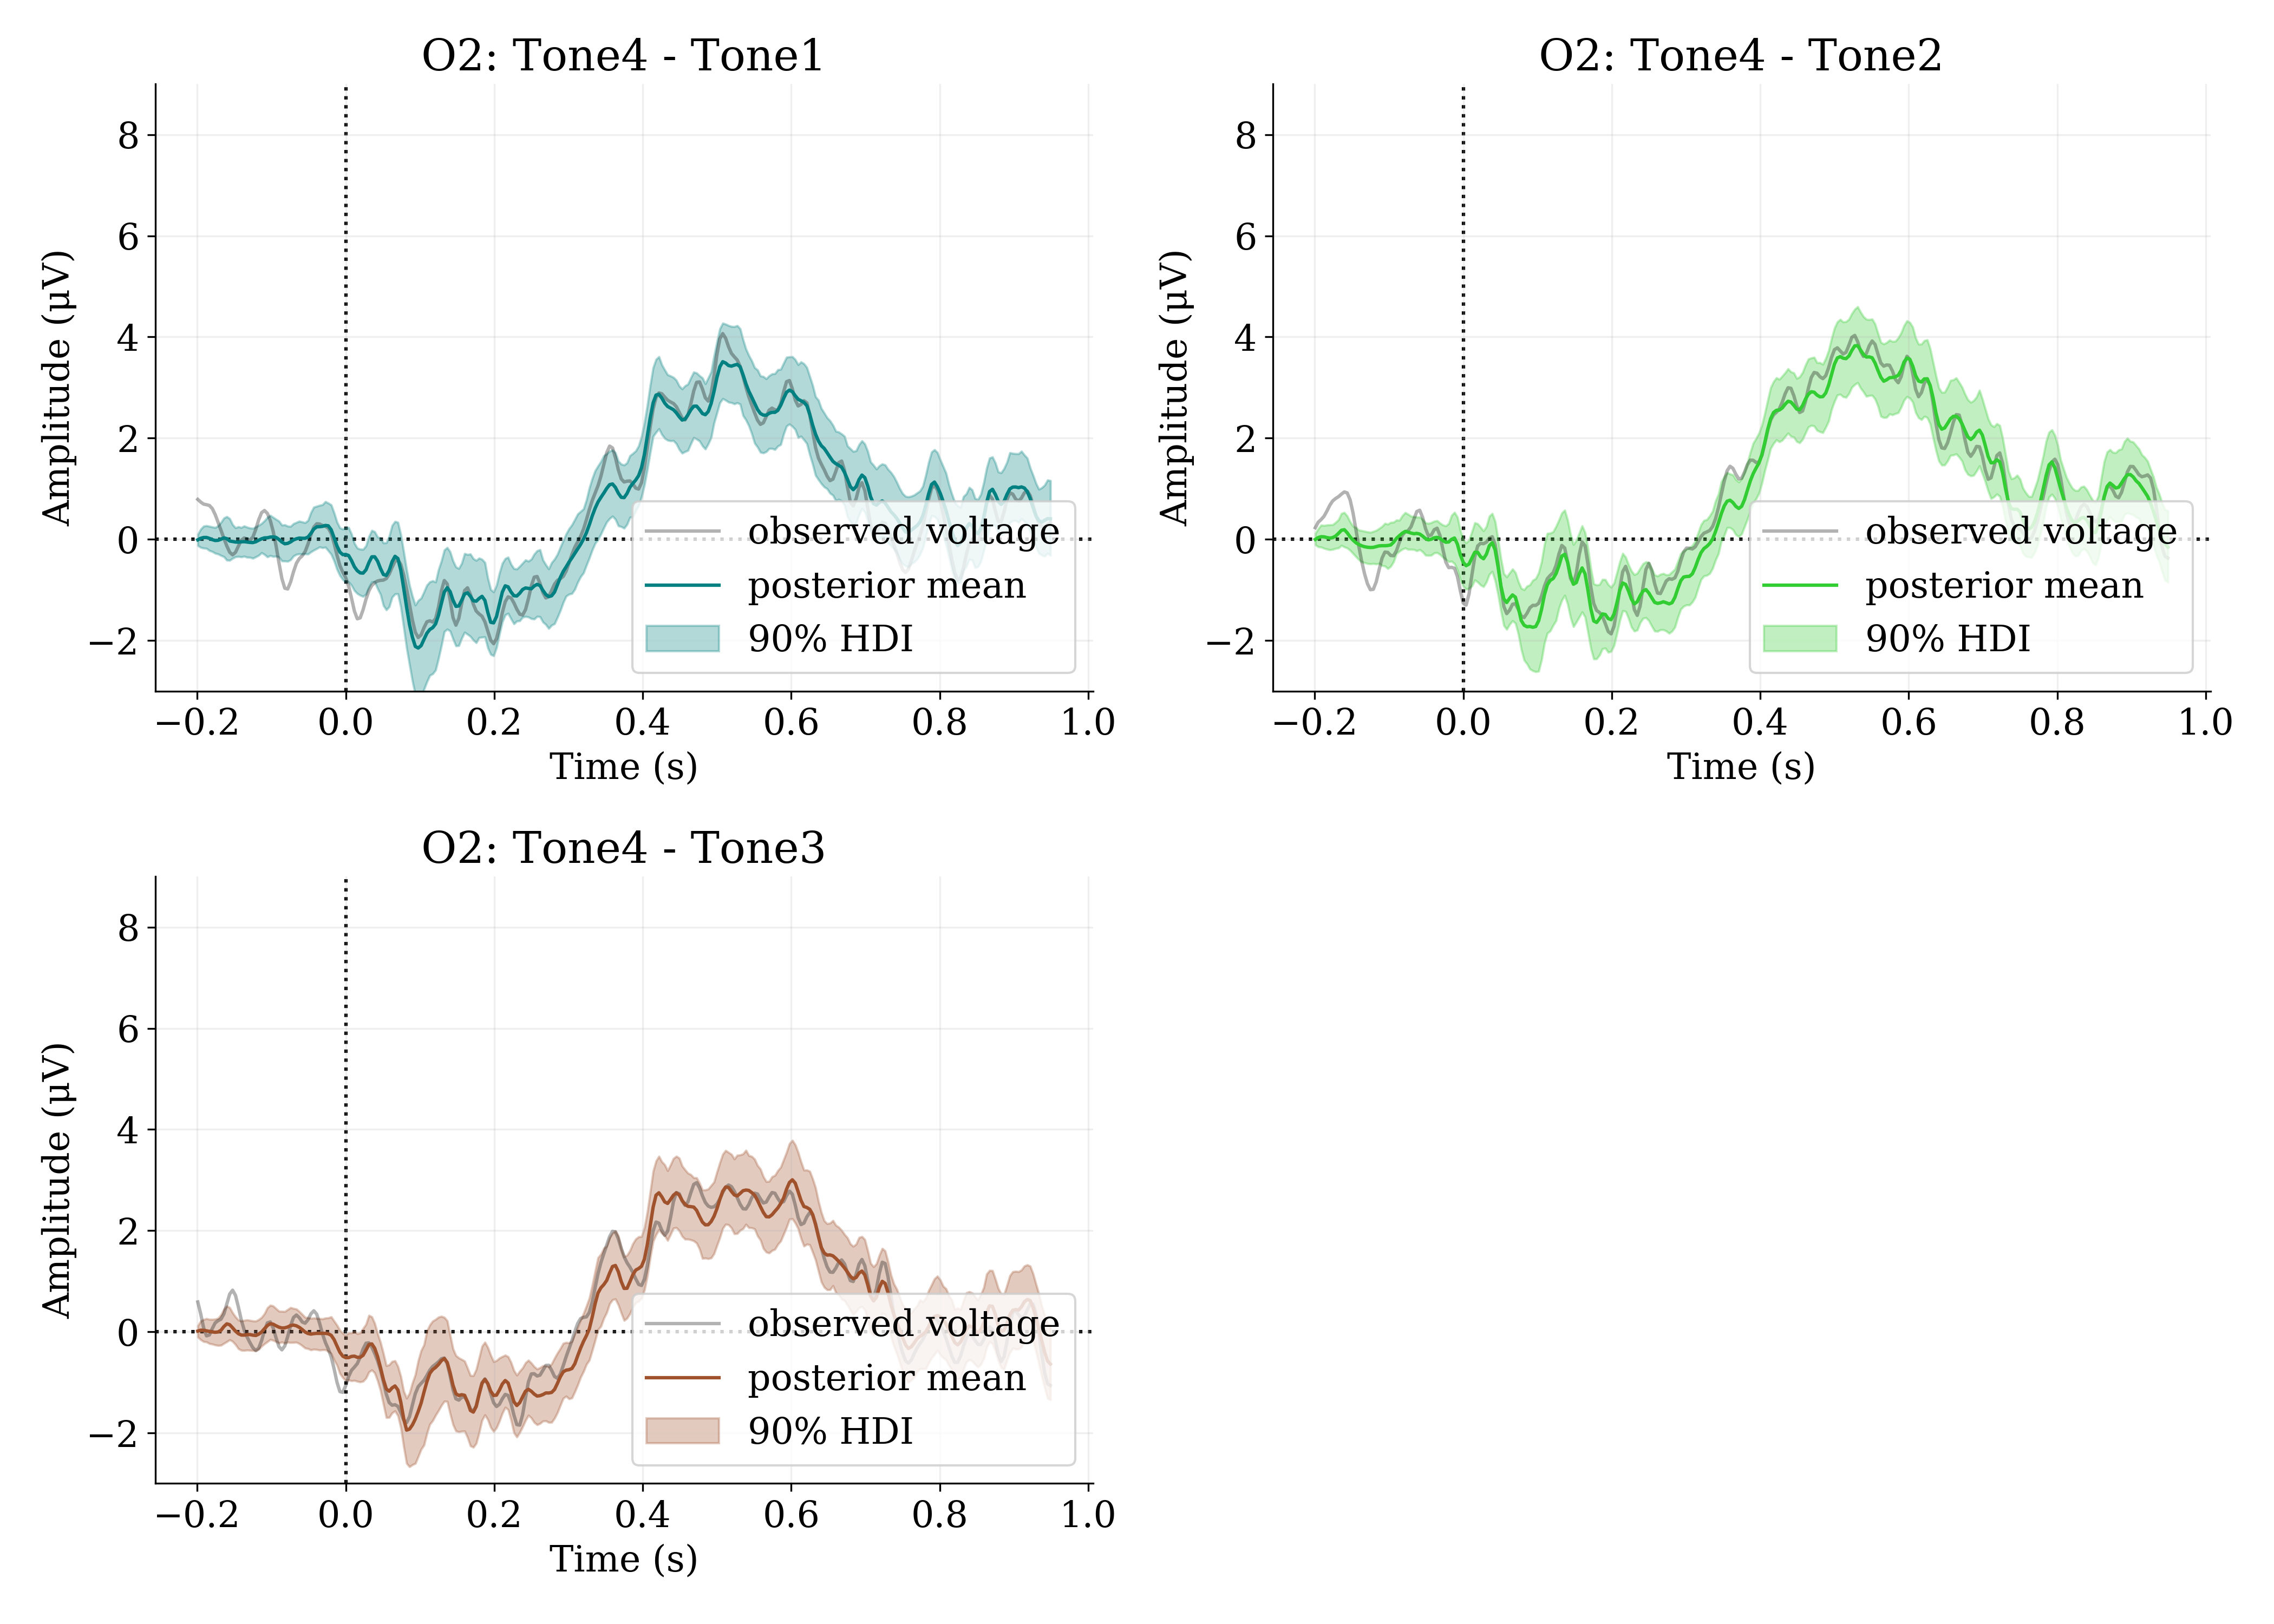 O2: Tone4 - Tone1
Amplitude (µV)
8
6
4
2
0
−2
observed voltage
posterior mean
90% HDI
−0.2 0.0 0.2 0.4 0.6 0.8 1.0
Time (s)
O2: Tone4 - Tone2
Amplitude (µV)
8
6
4
2
0
−2
observed voltage
posterior mean
90% HDI
−0.2 0.0 0.2 0.4 0.6 0.8 1.0
Time (s)
O2: Tone4 - Tone3
Amplitude (µV)
8
6
4
2
0
−2
observed voltage
posterior mean
90% HDI
−0.2 0.0 0.2 0.4 0.6 0.8 1.0
Time (s)